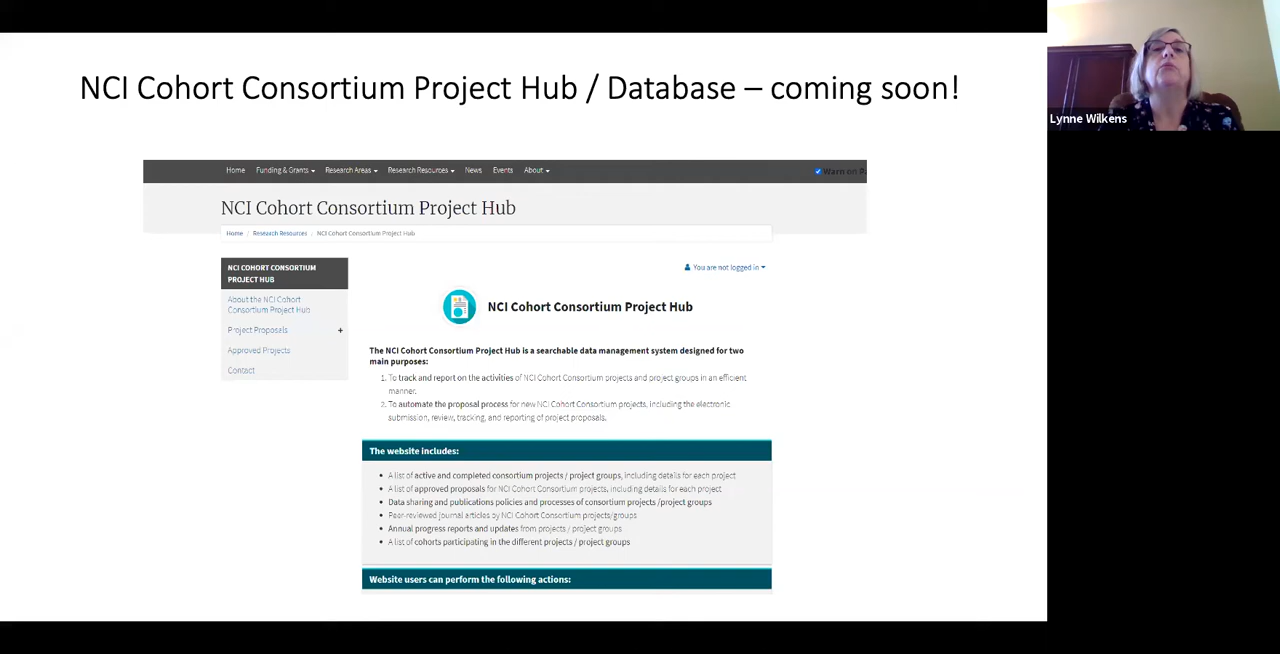 NCI Cohort Consortium Project Hub / Database – coming soon!
Lynne Wilkens
Home Funding & Grants Research Areas Research Resources News Events About
Warn on Pa
NCI Cohort Consortium Project Hub
Home / Research Resources / NCI Cohort Consortium Project Hub
NCI COHORT CONSORTIUM
PROJECT HUB
About the NCI Cohort
Consortium Project Hub
Project Proposals +
Approved Projects
Contact
You are not logged in
NCI Cohort Consortium Project Hub
The NCI Cohort Consortium Project Hub is a searchable data management system designed for two
main purposes:
1. To track and report on the activities of NCI Cohort Consortium projects and project groups in an efficient
manner.
2. To automate the proposal process for new NCI Cohort Consortium projects, including the electronic
submission, review, tracking, and reporting of project proposals.
The website includes:
• A list of active and completed consortium projects / project groups, including details for each project
• A list of approved proposals for NCI Cohort Consortium projects, including details for each project
• Data sharing and publications policies and processes of consortium projects /project groups
• Peer-reviewed journal articles by NCI Cohort Consortium projects/groups
• Annual progress reports and updates from projects / project groups
• A list of cohorts participating in the different projects / project groups
Website users can perform the following actions: